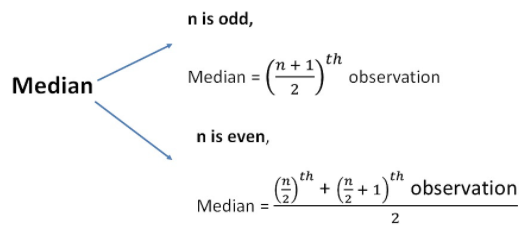 n is odd,
Median = ((n + 1)/2)^th observation
Median
n is even,
Median = ((n/2)^th + (n/2 + 1)^th observation)/2